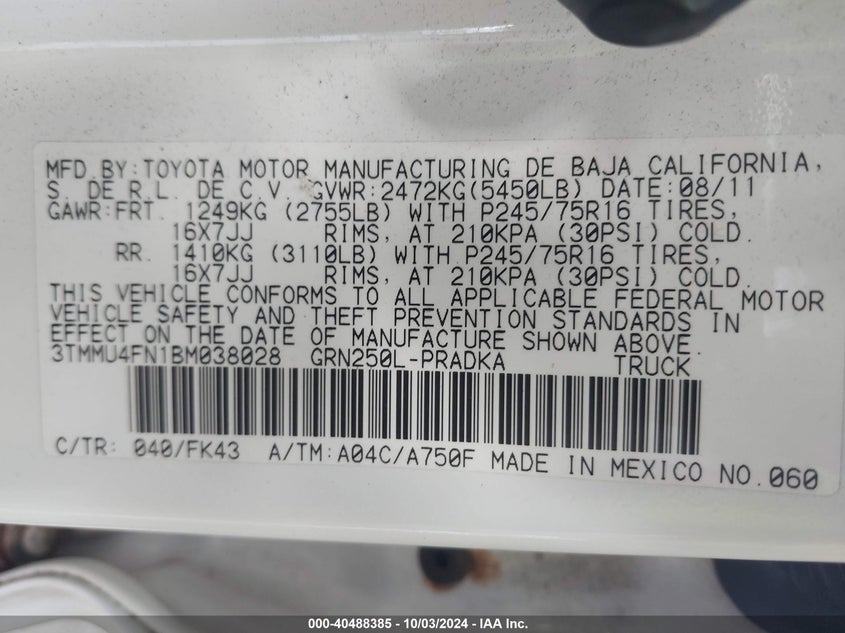 MFD.BY:TOYOTA MOTOR MANUFACTURING DE BAJA CALIFORNIA,
S. DE R.L. DE C.V. GVWR:2472KG(5450LB) DATE:08/11
GAWR:FRT. 1249KG (2755LB) WITH P245/75R16 TIRES,
16X7JJ RIMS, AT 210KPA (30PSI) COLD.
RR. 1410KG (3110LB) WITH P245/75R16 TIRES,
16X7JJ RIMS, AT 210KPA (30PSI) COLD.
THIS VEHICLE CONFORMS TO ALL APPLICABLE FEDERAL MOTOR
VEHICLE SAFETY AND THEFT PREVENTION STANDARDS IN
EFFECT ON THE DATE OF MANUFACTURE SHOWN ABOVE.
3TMMU4FN1BM038028 GRN250L-PRADKA TRUCK
C/TR: 040/FK43 A/TM:A04C/A750F MADE IN MEXICO NO.060
000-40488385 - 10/03/2024 - IAA Inc.